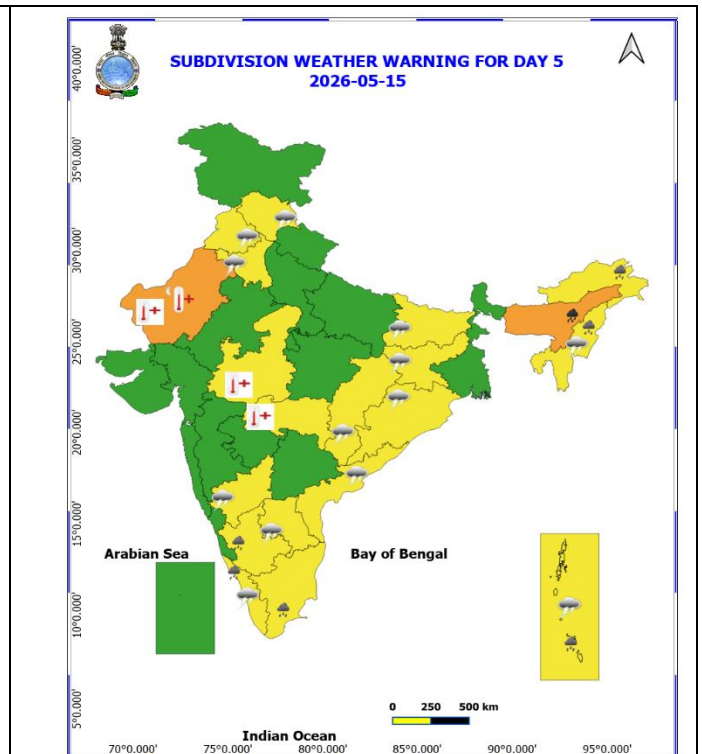 SUBDIVISION WEATHER WARNING FOR DAY 5
2026-05-15
40°0.000'
35°0.000'
30°0.000'
25°0.000'
20°0.000'
15°0.000'
10°0.000'
5°0.000'
Arabian Sea
Bay of Bengal
0 250 500 km
Indian Ocean
70°0.000' 75°0.000' 80°0.000' 85°0.000' 90°0.000' 95°0.000'